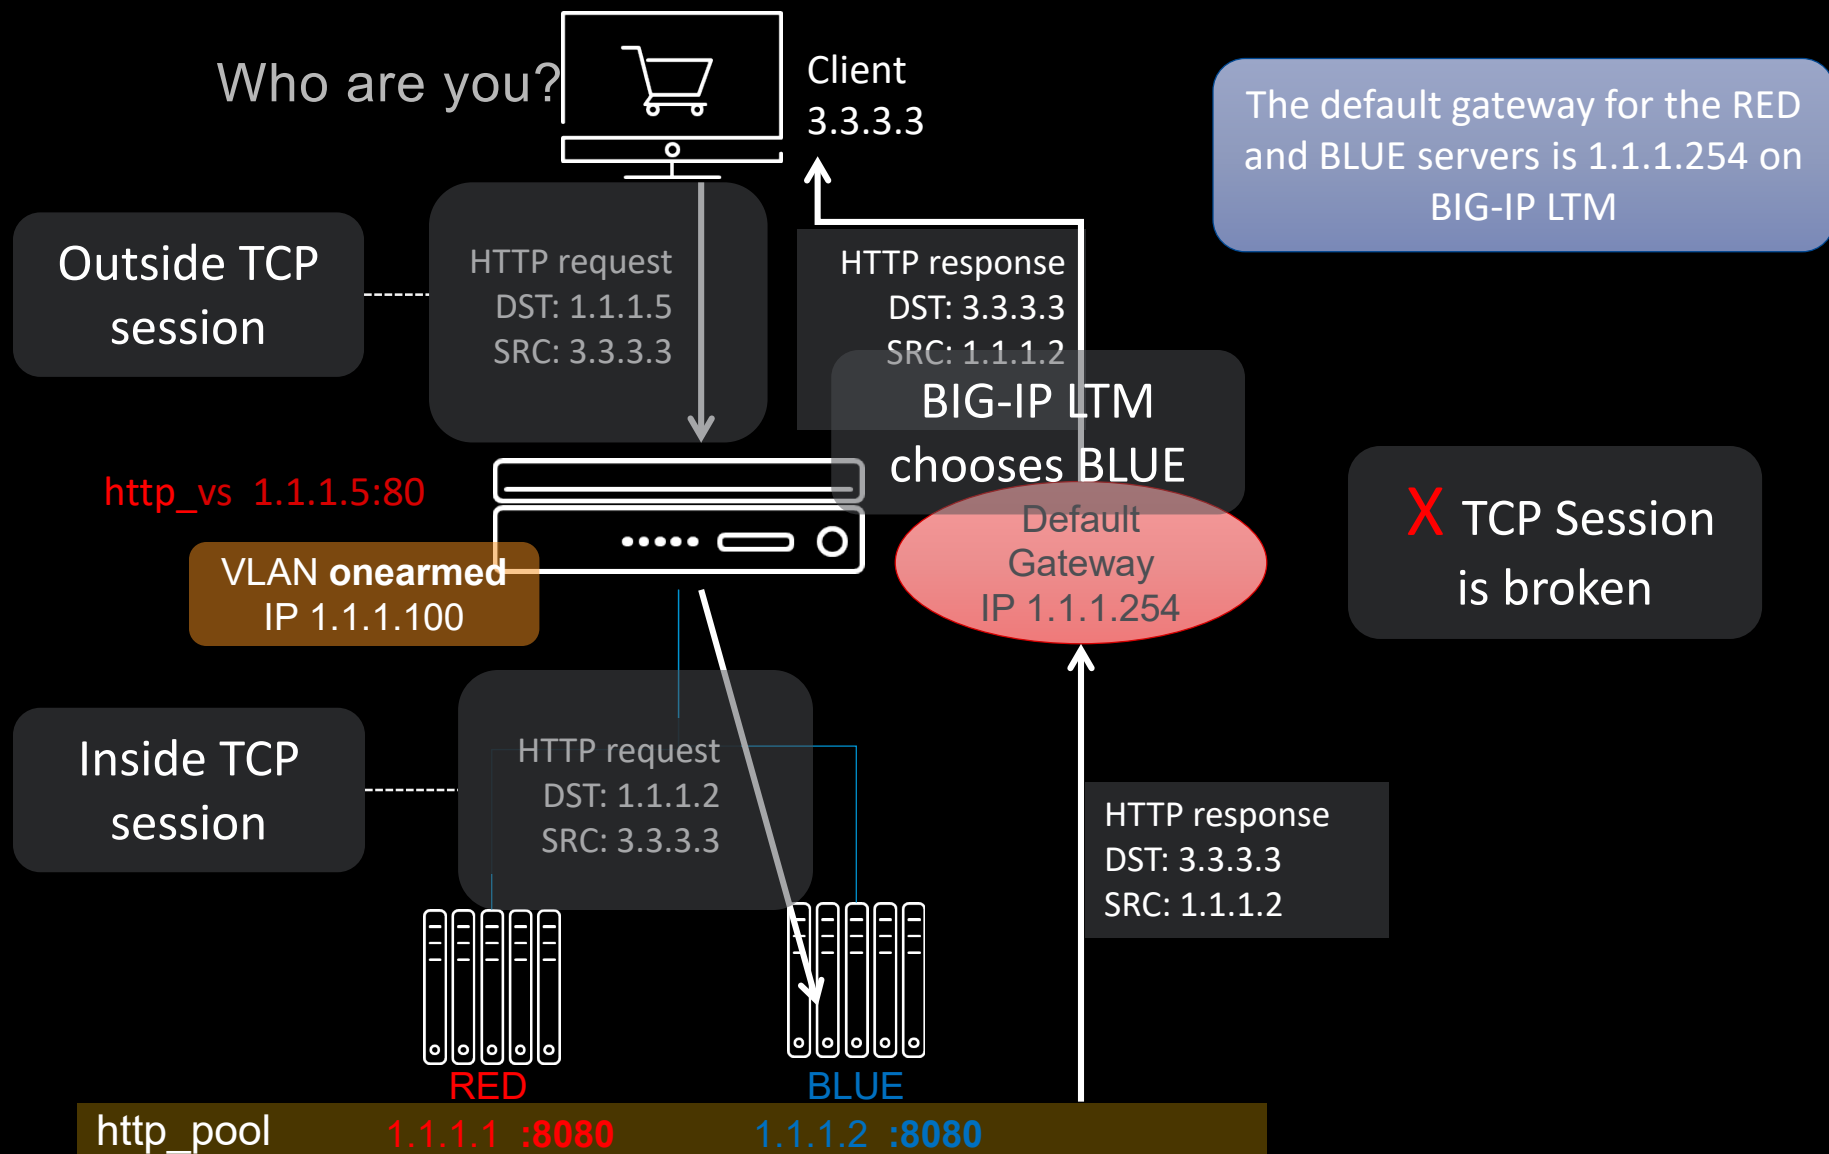 Who are you?
Client
3.3.3.3
The default gateway for the RED
and BLUE servers is 1.1.1.254 on
BIG-IP LTM
Outside TCP
session
HTTP request
DST: 1.1.1.5
SRC: 3.3.3.3
HTTP response
DST: 3.3.3.3
SRC: 1.1.1.2
BIG-IP LTM
chooses BLUE
http_vs 1.1.1.5:80
VLAN onearmed
IP 1.1.1.100
Default
Gateway
IP 1.1.1.254
X TCP Session
is broken
Inside TCP
session
HTTP request
DST: 1.1.1.2
SRC: 3.3.3.3
HTTP response
DST: 3.3.3.3
SRC: 1.1.1.2
RED
BLUE
http_pool 1.1.1.1 :8080 1.1.1.2 :8080